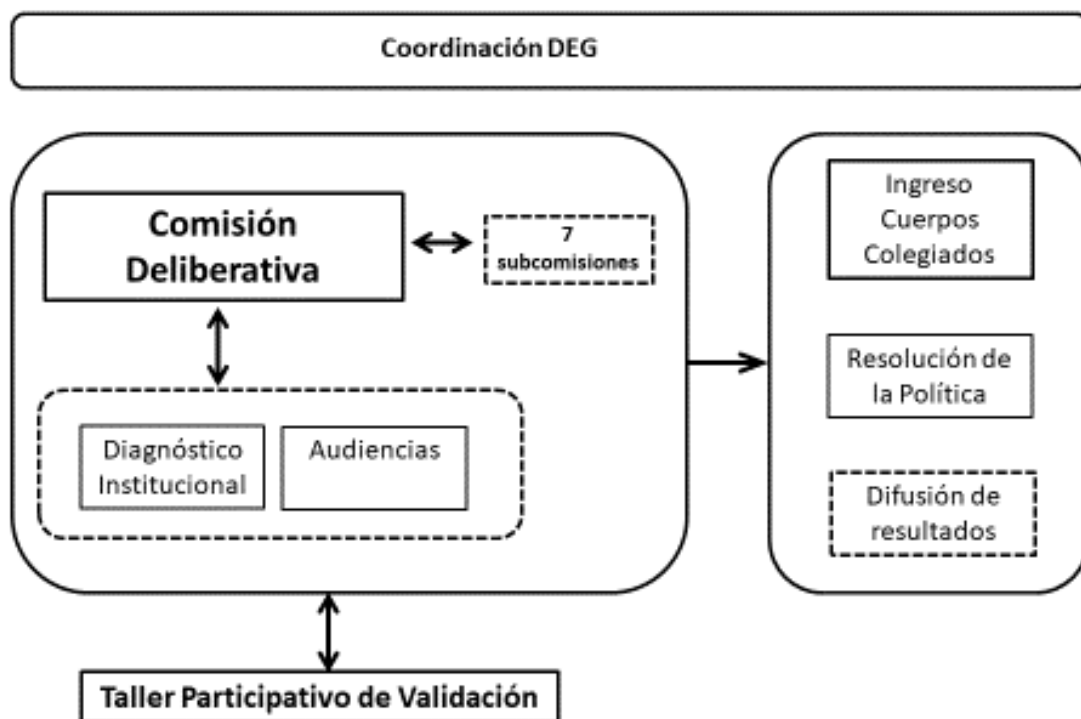 Coordinación DEG
Comisión
Deliberativa
7
subcomisiones
Diagnóstico
Institucional
Audiencias
Taller Participativo de Validación
Ingreso
Cuerpos
Colegiados
Resolución de
la Política
Difusión de
resultados